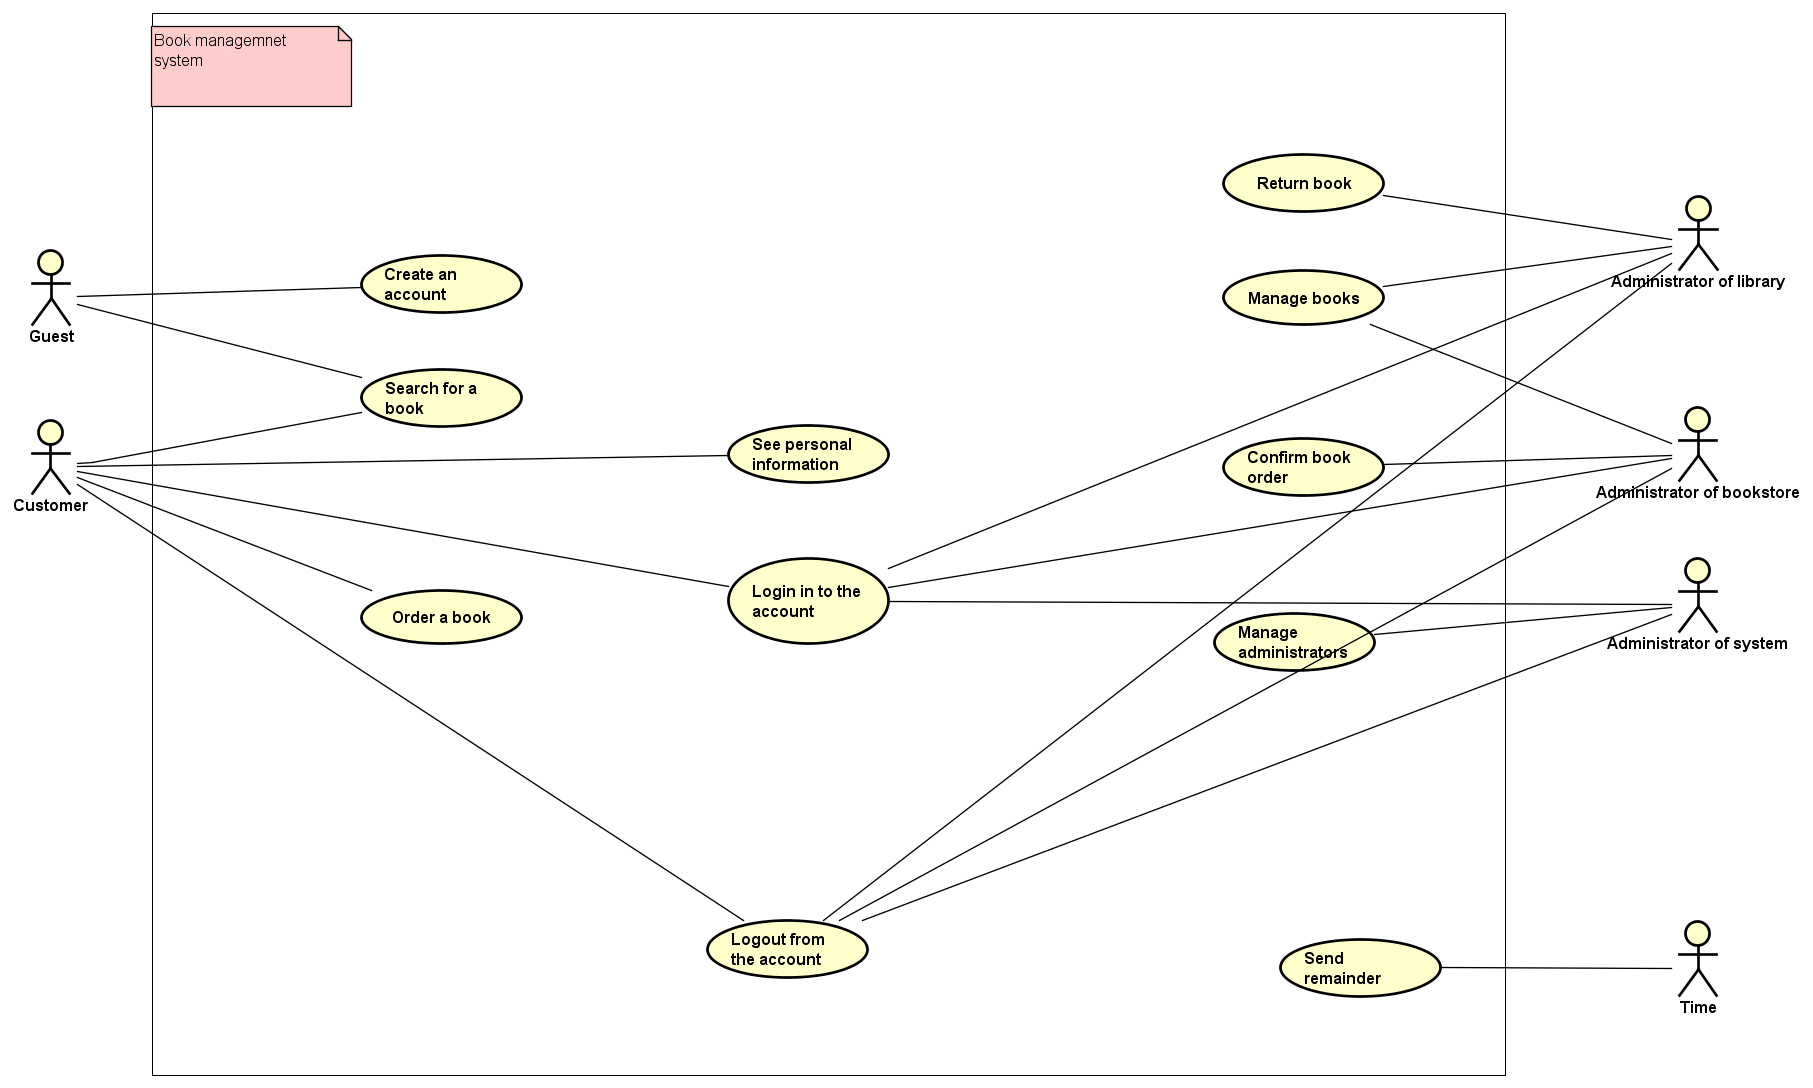 Book managemnet
system
Return book
Create an
account
Administrator of library
Manage books
Guest
Search for a
book
See personal
information
Confirm book
order
Customer
Administrator of bookstore
Login in to the
account
Order a book
Manage
administrators
Administrator of system
Logout from
the account
Send
remainder
Time